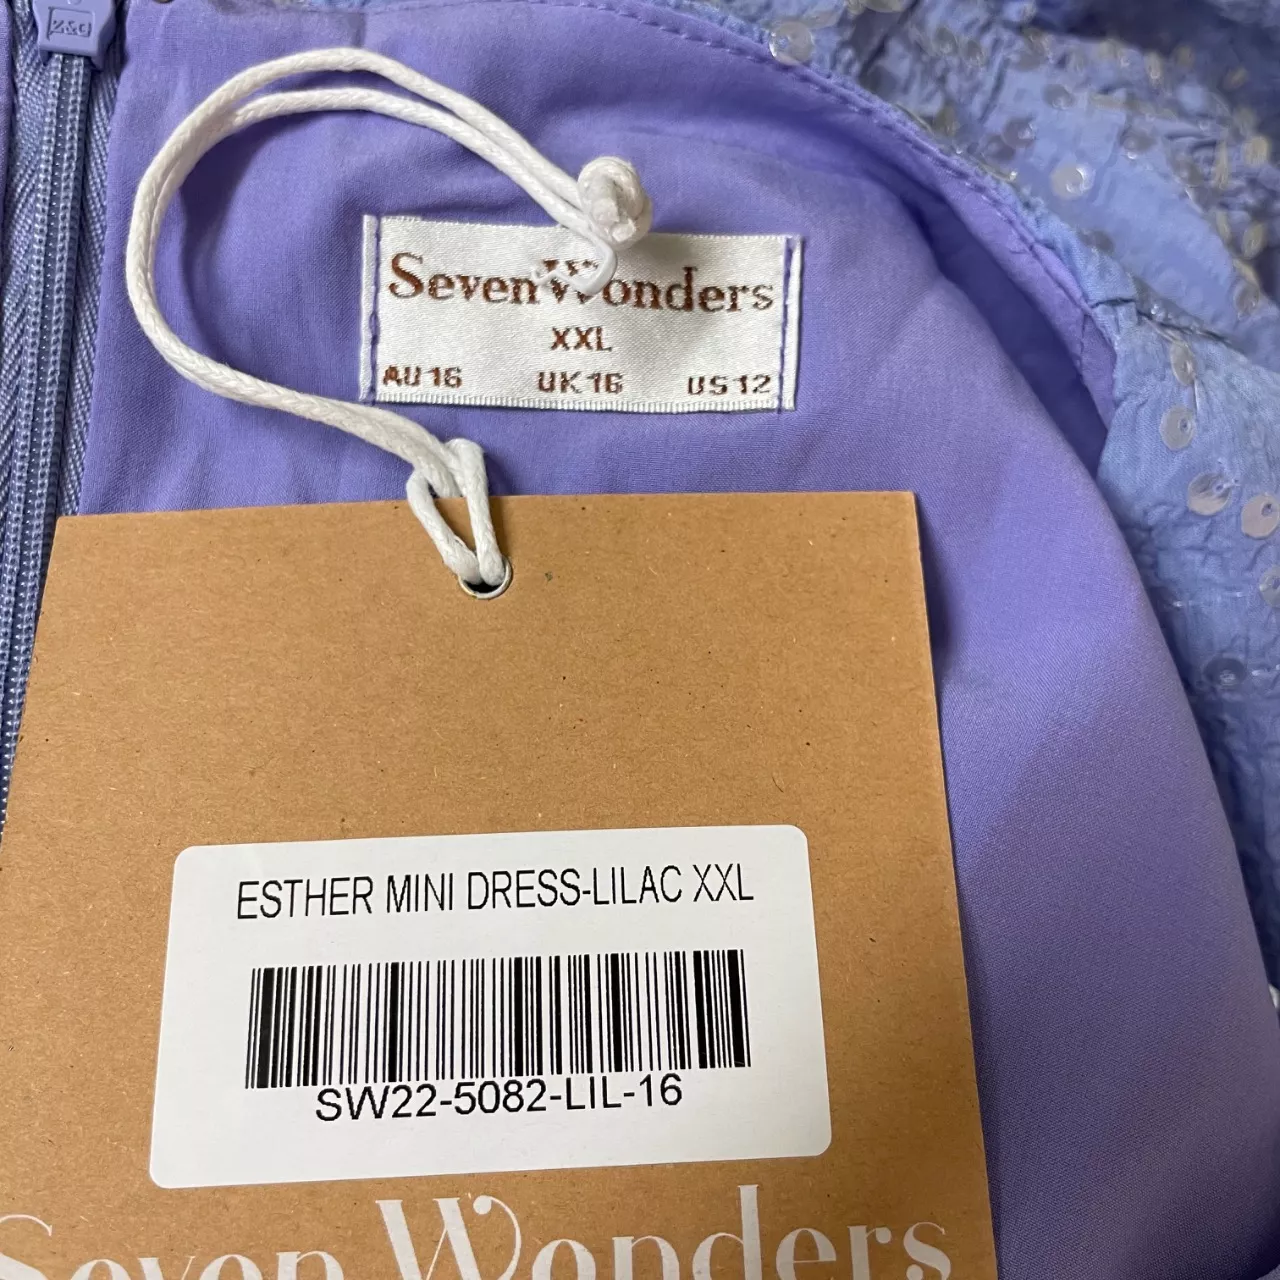 Z&C
Seven Wonders
XXL
AU 16 UK 16 US 12
ESTHER MINI DRESS-LILAC XXL
SW22-5082-LIL-16
Seven Wonders